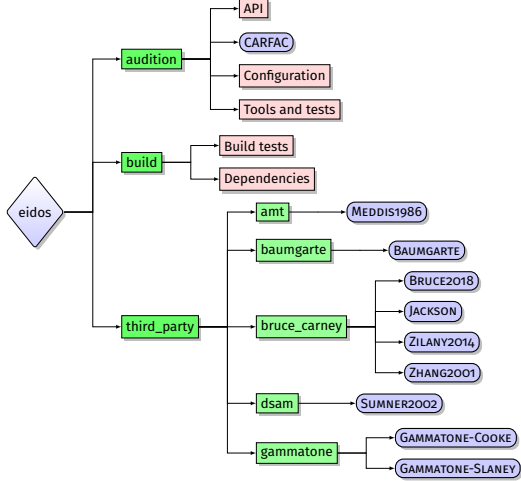 API
audition
CARFAC
Configuration
Tools and tests
build
Build tests
Dependencies
eidos
amt
MEDDIS1986
baumgarte
BAUMGARTE
BRUCE2018
JACKSON
third_party
bruce_carney
ZILANY2014
ZHANG2001
dsam
SUMNER2002
GAMMATONE-COOKE
gammatone
GAMMATONE-SLANEY